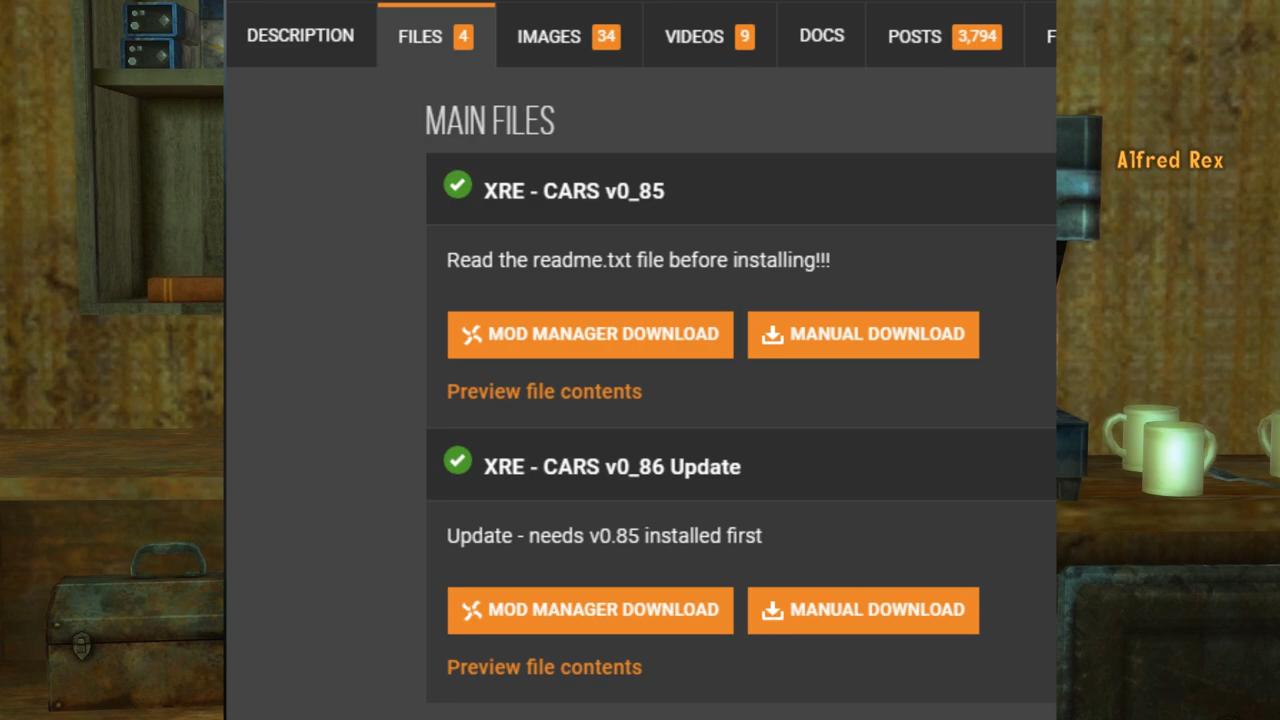 DESCRIPTION FILES 4 IMAGES 34 VIDEOS 9 DOCS POSTS 3,794 F
MAIN FILES
Alfred Rex
XRE - CARS v0_85
Read the readme.txt file before installing!!!
MOD MANAGER DOWNLOAD MANUAL DOWNLOAD
Preview file contents
XRE - CARS v0_86 Update
Update - needs v0.85 installed first
MOD MANAGER DOWNLOAD MANUAL DOWNLOAD
Preview file contents